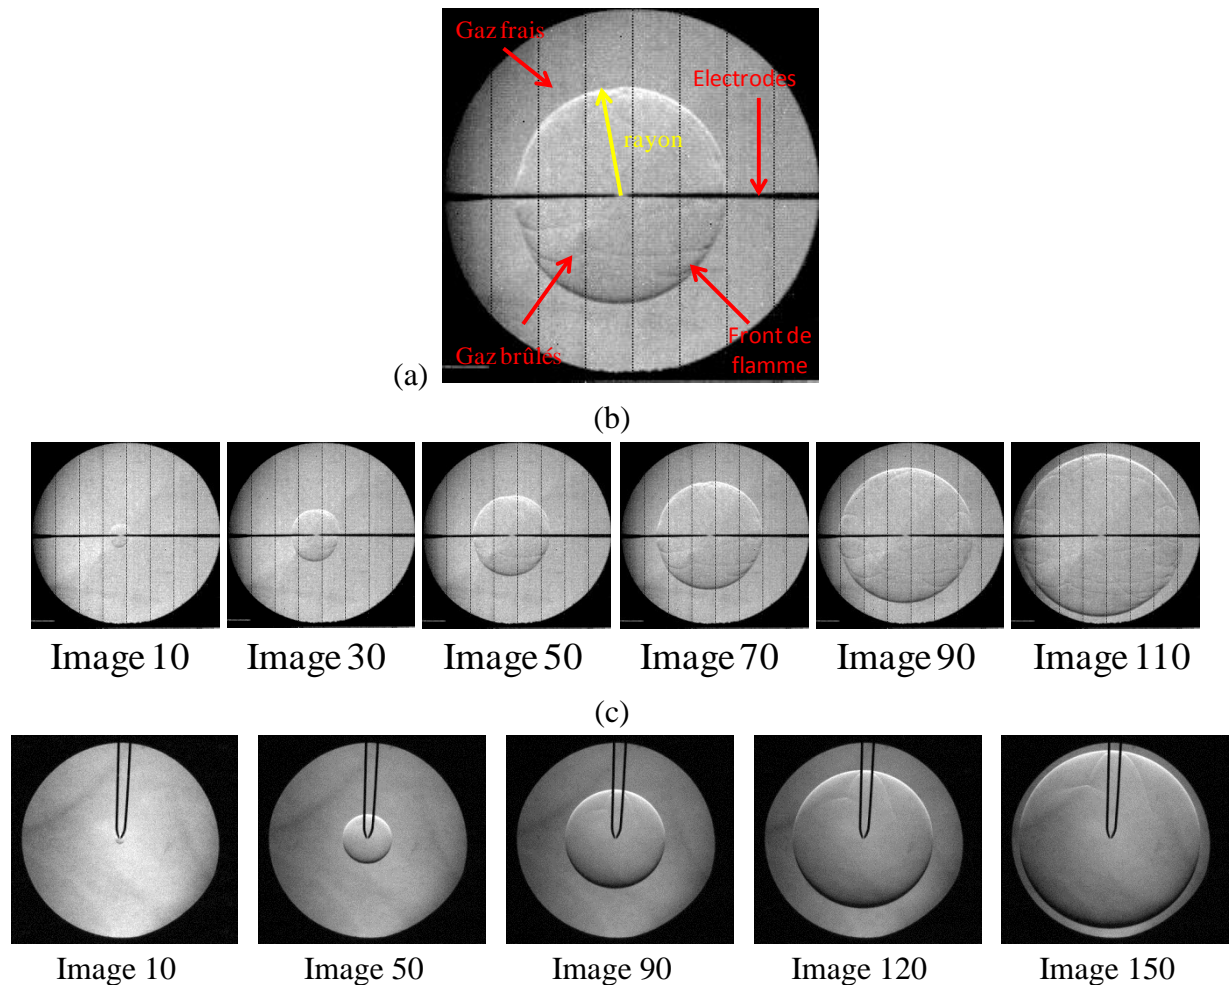 Gaz frais
Electrodes
rayon
Gaz brûlés
Front de
flamme
(a)
(b)
Image 10
Image 30
Image 50
Image 70
Image 90
Image 110
(c)
Image 10
Image 50
Image 90
Image 120
Image 150